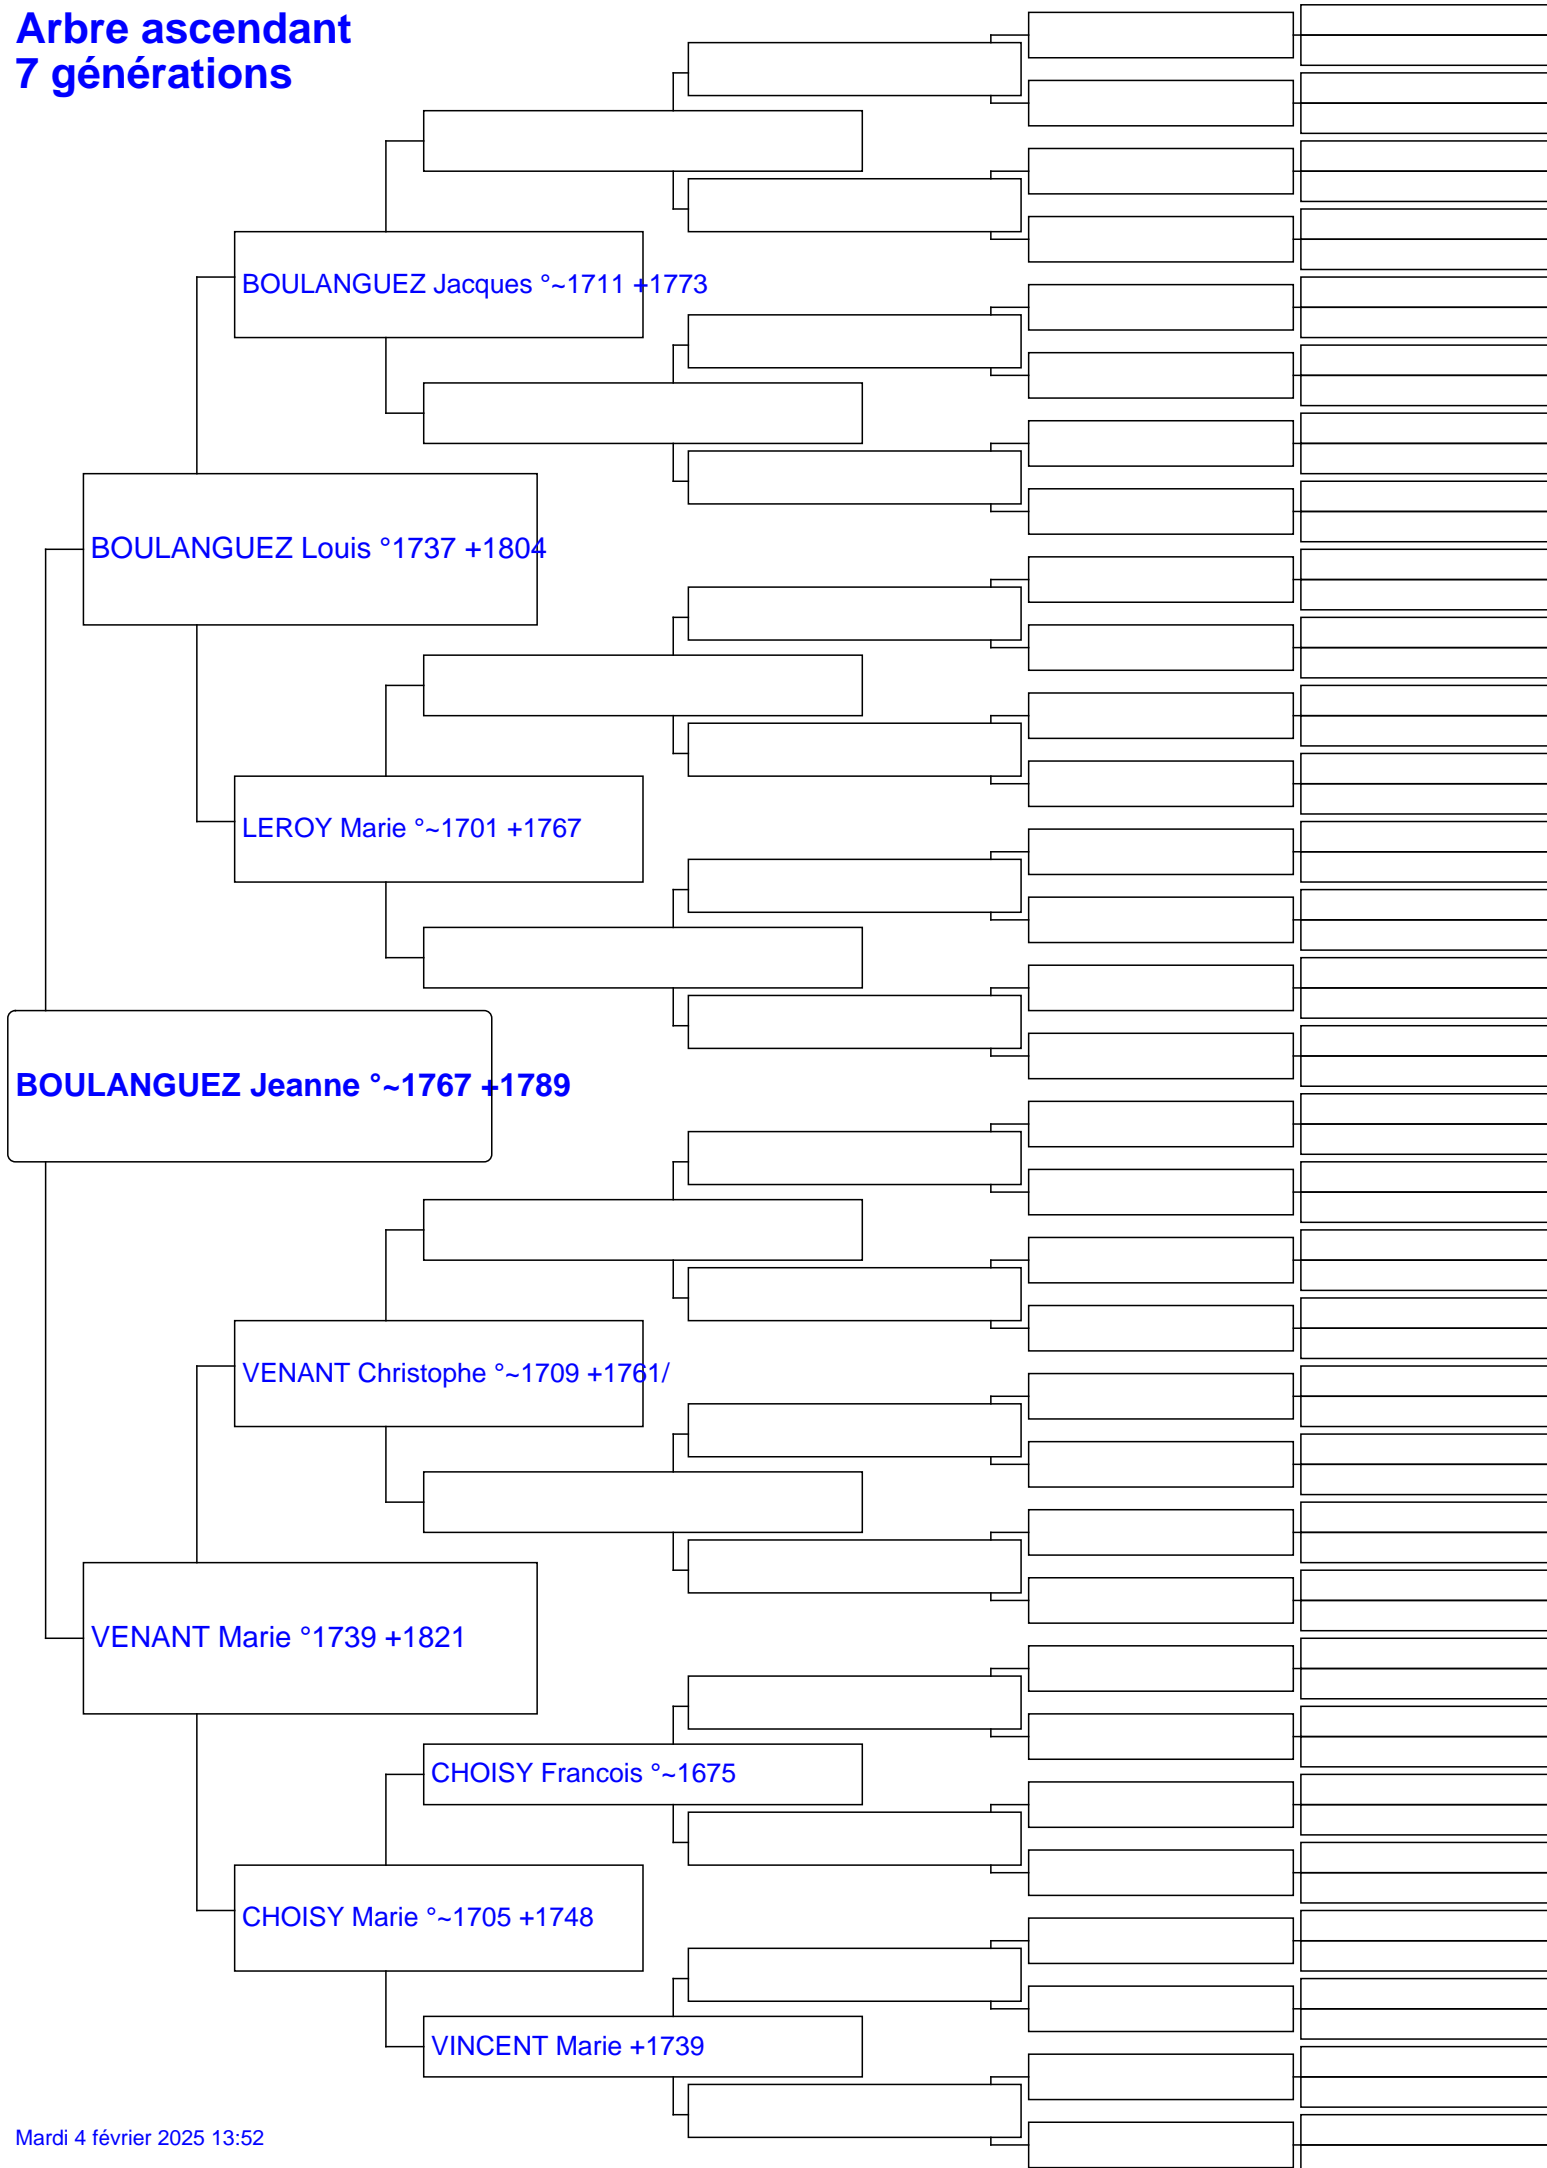 Arbre ascendant
7 générations
BOULANGUEZ Jacques °~1711 +1773
BOULANGUEZ Louis °1737 +1804
LEROY Marie °~1701 +1767
BOULANGUEZ Jeanne °~1767 +1789
VENANT Christophe °~1709 +1761/
VENANT Marie °1739 +1821
CHOISY Francois °~1675
CHOISY Marie °~1705 +1748
VINCENT Marie +1739
Mardi 4 février 2025 13:52